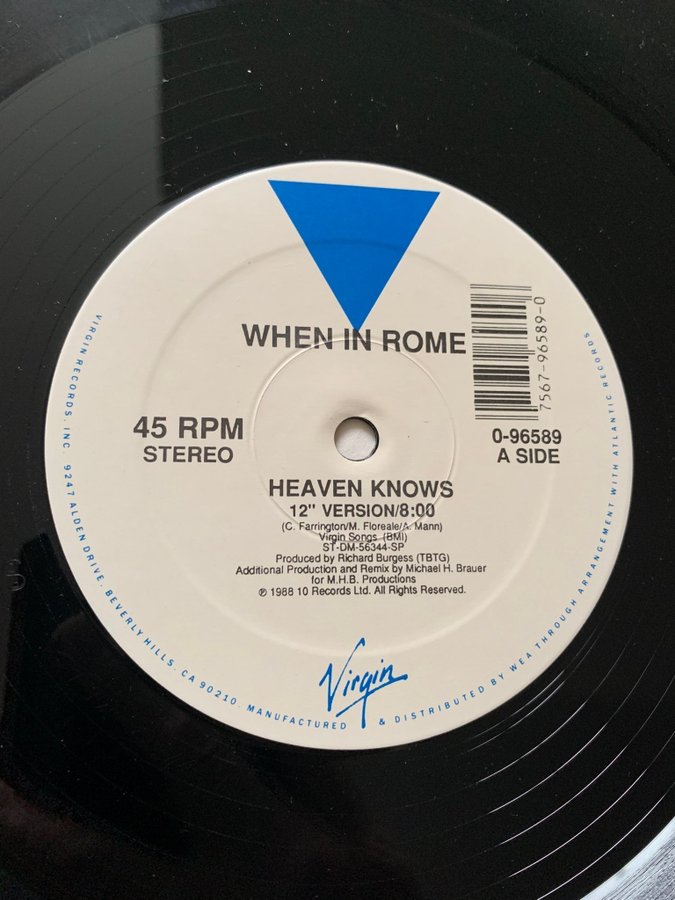 WHEN IN ROME
7567-96589-0
45 RPM
STEREO
0-96589
A SIDE
HEAVEN KNOWS
12" VERSION/8:00
(C. Farrington/M. Floreale/A. Mann)
Virgin Songs (BMI)
ST-DM-56344-SP
Produced by Richard Burgess (TBTG)
Additional Production and Remix by Michael H. Brauer
for M.H.B. Productions
℗ 1988 10 Records Ltd. All Rights Reserved.
Virgin
VIRGIN RECORDS, INC. 9247 ALDEN DRIVE, BEVERLY HILLS, CA 90210. MANUFACTURED & DISTRIBUTED BY WEA THROUGH ARRANGEMENT WITH ATLANTIC RECORDS